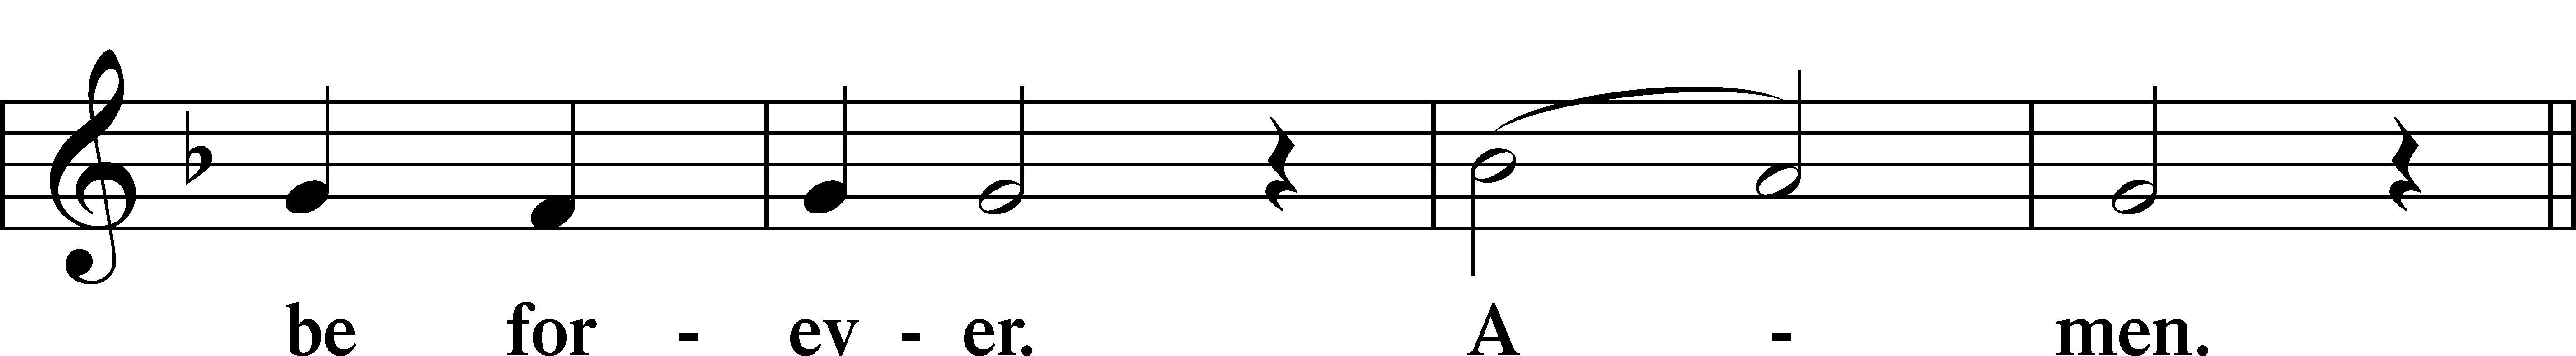 be for - ev - er. A - men.